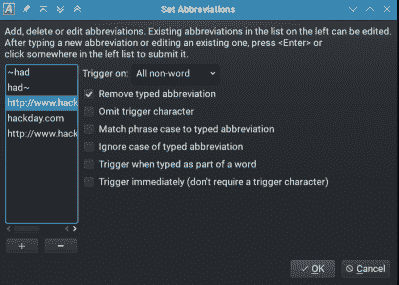 Set Abbreviations
Add, delete or edit abbreviations. Existing abbreviations in the list on the left can be edited.
After typing a new abbreviation or editing an existing one, press <Enter> or
click somewhere in the left list to submit it.
~had
had~
http://www.hack
hackday.com
http://www.hack
Trigger on: All non-word
Remove typed abbreviation
Omit trigger character
Match phrase case to typed abbreviation
Ignore case of typed abbreviation
Trigger when typed as part of a word
Trigger immediately (don't require a trigger character)
+ −
OK Cancel